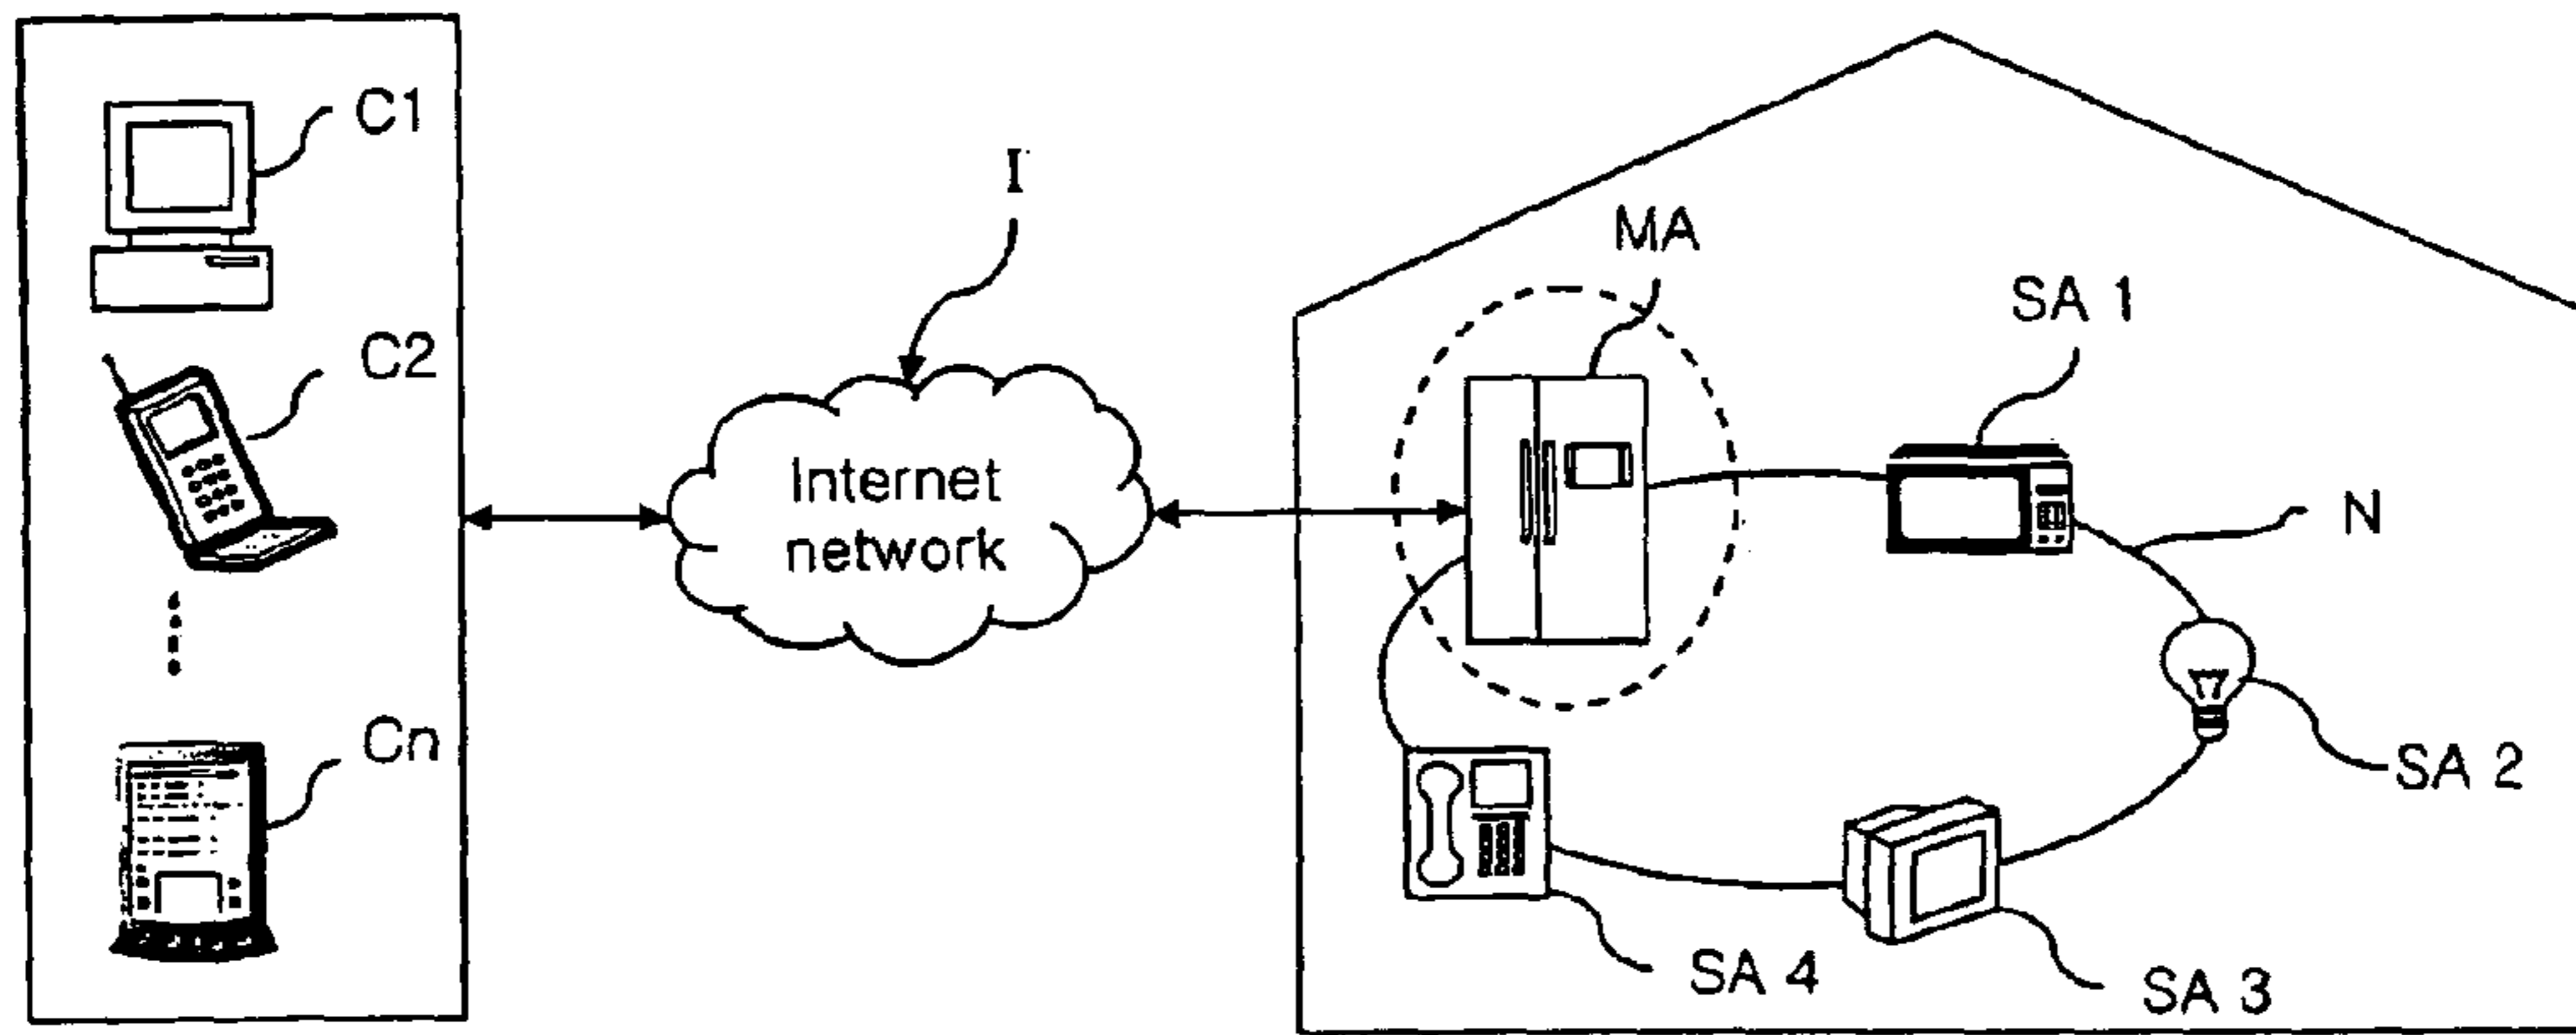 C1
C2
Cn
I
Internet
network
MA
SA 1
N
SA 2
SA 3
SA 4